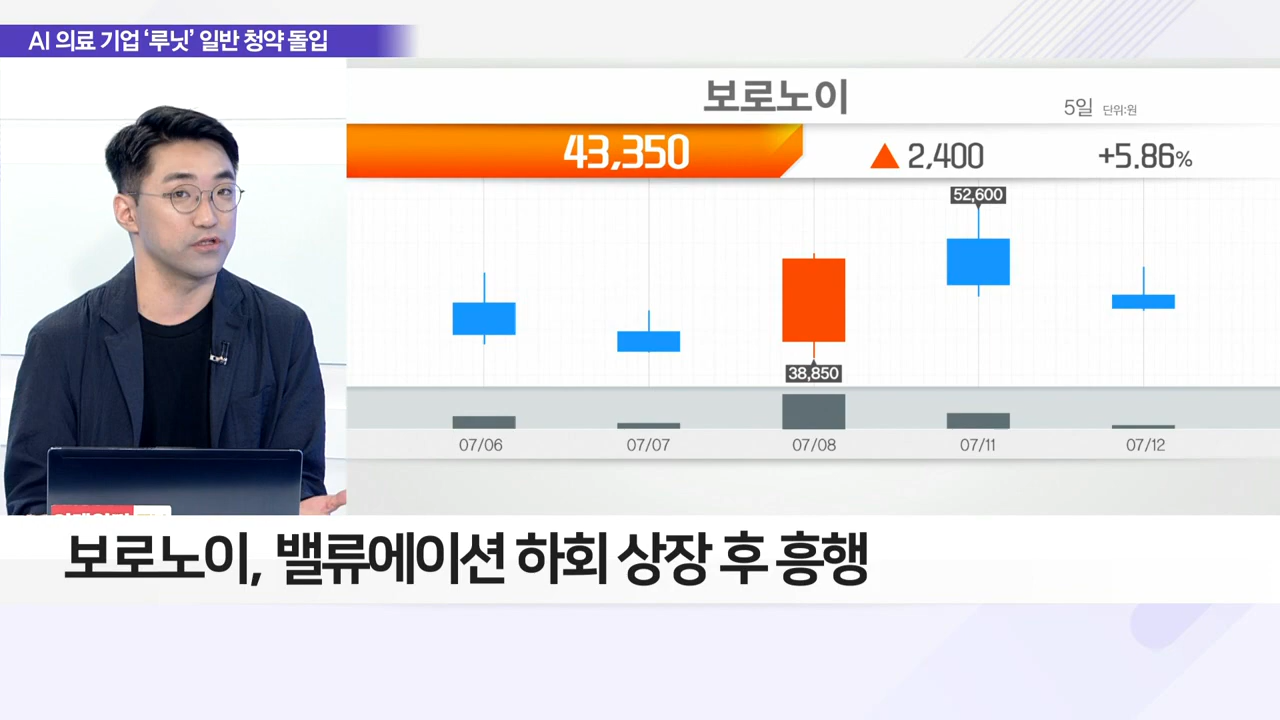 AI 의료 기업 ‘루닛’ 일반 청약 돌입
보로노이
5일 단위:원
43,350 ▲ 2,400 +5.86%
52,600
38,850
07/06 07/07 07/08 07/11 07/12
보로노이, 밸류에이션 하회 상장 후 흥행